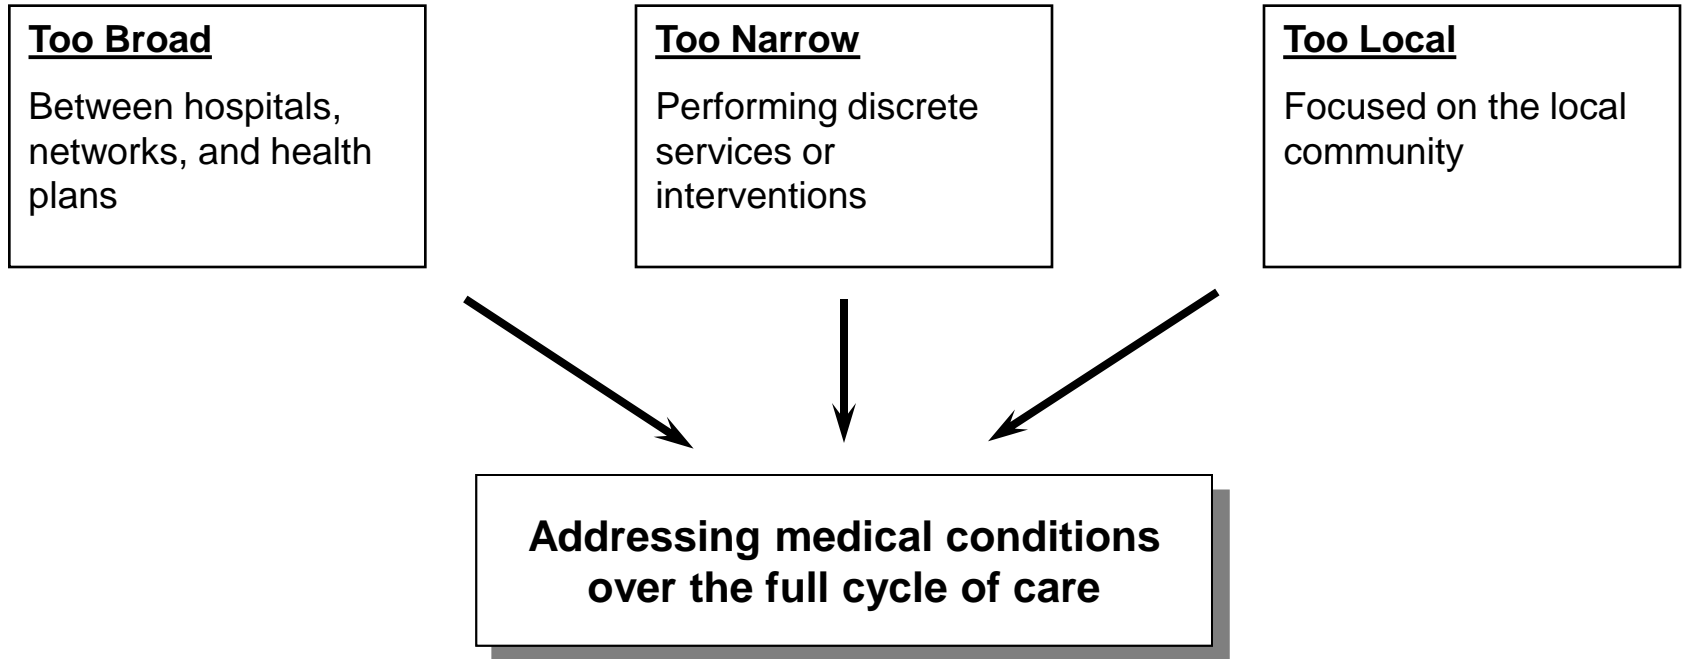 Too Broad
Between hospitals,
networks, and health
plans
Too Narrow
Performing discrete
services or
interventions
Too Local
Focused on the local
community
Addressing medical conditions
over the full cycle of care